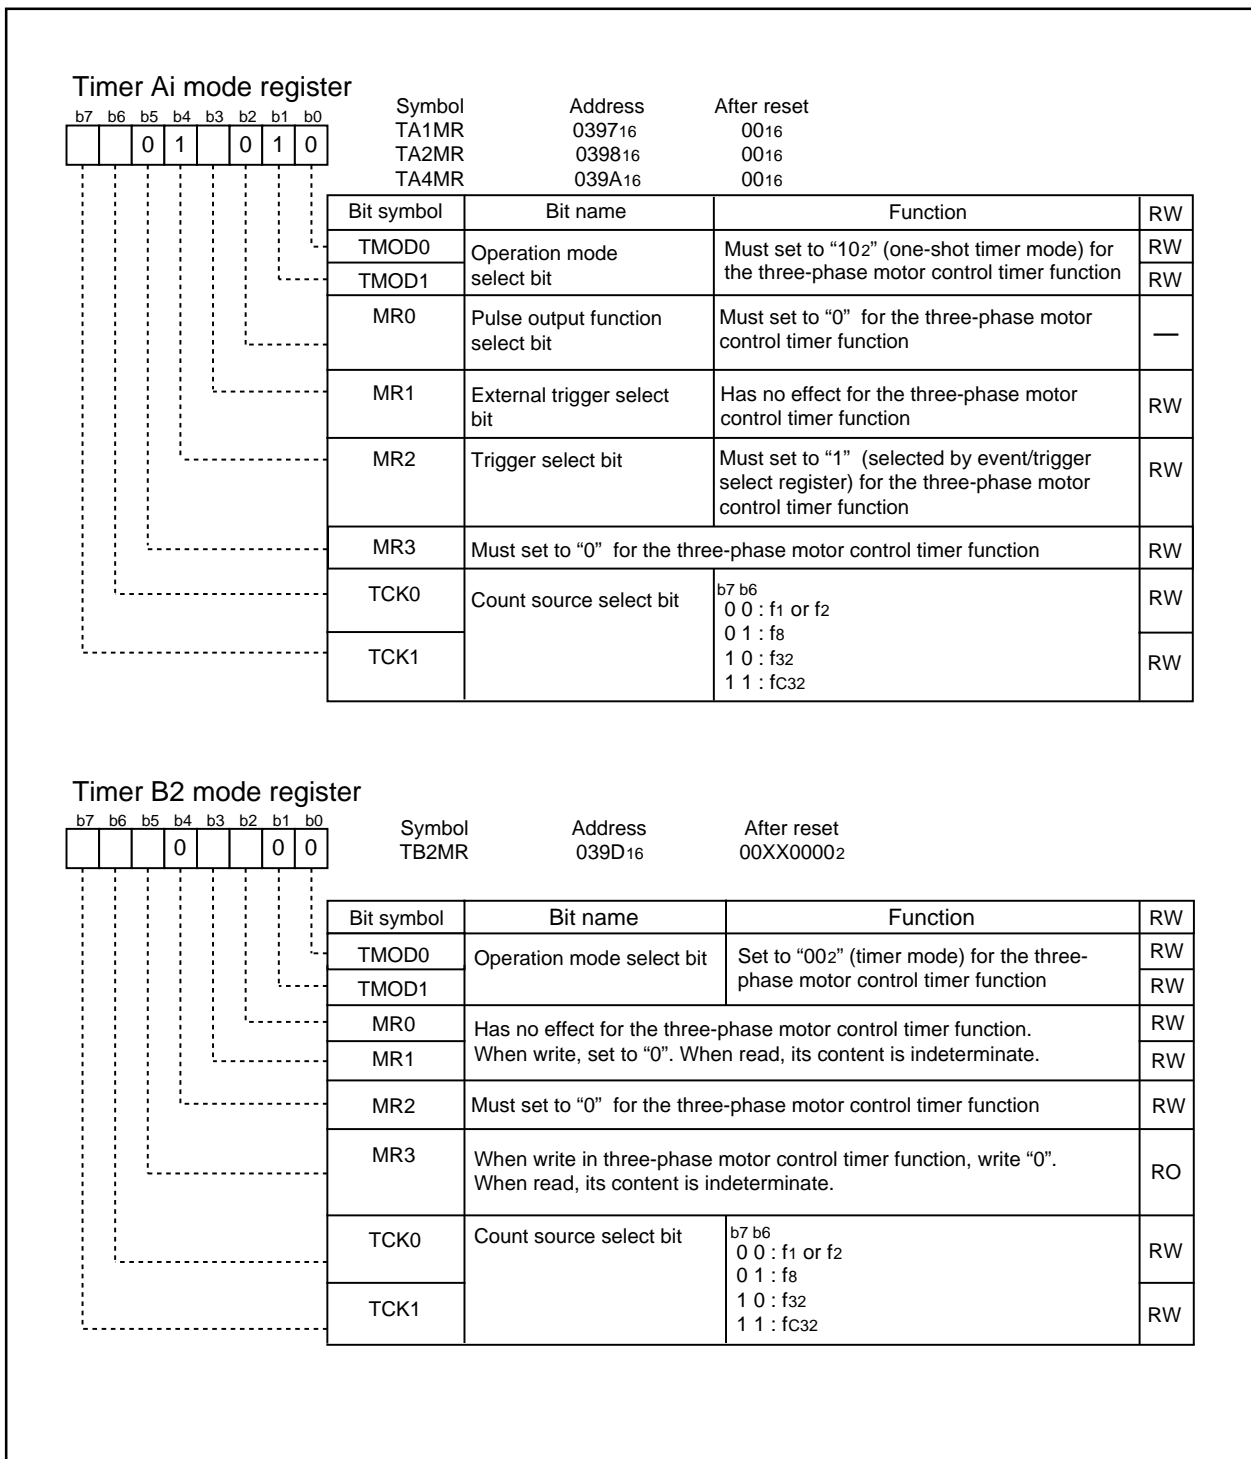 Timer Ai mode register
b7 b6 b5 b4 b3 b2 b1 b0
0 1 0 1 0
Symbol Address After reset
TA1MR 039716 0016
TA2MR 039816 0016
TA4MR 039A16 0016
Bit symbol Bit name Function RW
TMOD0 Operation mode select bit Must set to “102” (one-shot timer mode) for RW
TMOD1 the three-phase motor control timer function RW
MR0 Pulse output function Must set to “0” for the three-phase motor —
select bit control timer function
MR1 External trigger select Has no effect for the three-phase motor RW
bit control timer function
MR2 Trigger select bit Must set to “1” (selected by event/trigger RW
select register) for the three-phase motor
control timer function
MR3 Must set to “0” for the three-phase motor control timer function RW
TCK0 Count source select bit b7 b6 RW
0 0 : f1 or f2
0 1 : f8
TCK1 1 0 : f32 RW
1 1 : fC32
Timer B2 mode register
b7 b6 b5 b4 b3 b2 b1 b0
0 0 0
Symbol Address After reset
TB2MR 039D16 00XX00002
Bit symbol Bit name Function RW
TMOD0 Operation mode select bit Set to “002” (timer mode) for the three- RW
TMOD1 phase motor control timer function RW
MR0 Has no effect for the three-phase motor control timer function. RW
MR1 When write, set to “0”. When read, its content is indeterminate. RW
MR2 Must set to “0” for the three-phase motor control timer function RW
MR3 When write in three-phase motor control timer function, write “0”. RO
When read, its content is indeterminate.
TCK0 Count source select bit b7 b6 RW
0 0 : f1 or f2
0 1 : f8
TCK1 1 0 : f32 RW
1 1 : fC32